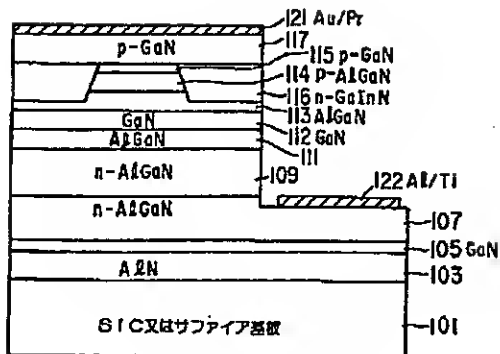 121 Au/Pr
p-GaN
117
115 p-GaN
114 p-AlGaN
116 n-GaInN
113 AlGaN
GaN
112 GaN
AlGaN
111
n-AlGaN
109
122 Al/Ti
n-AlGaN
107
105 GaN
AlN
103
SiC又はサファイア基板
101